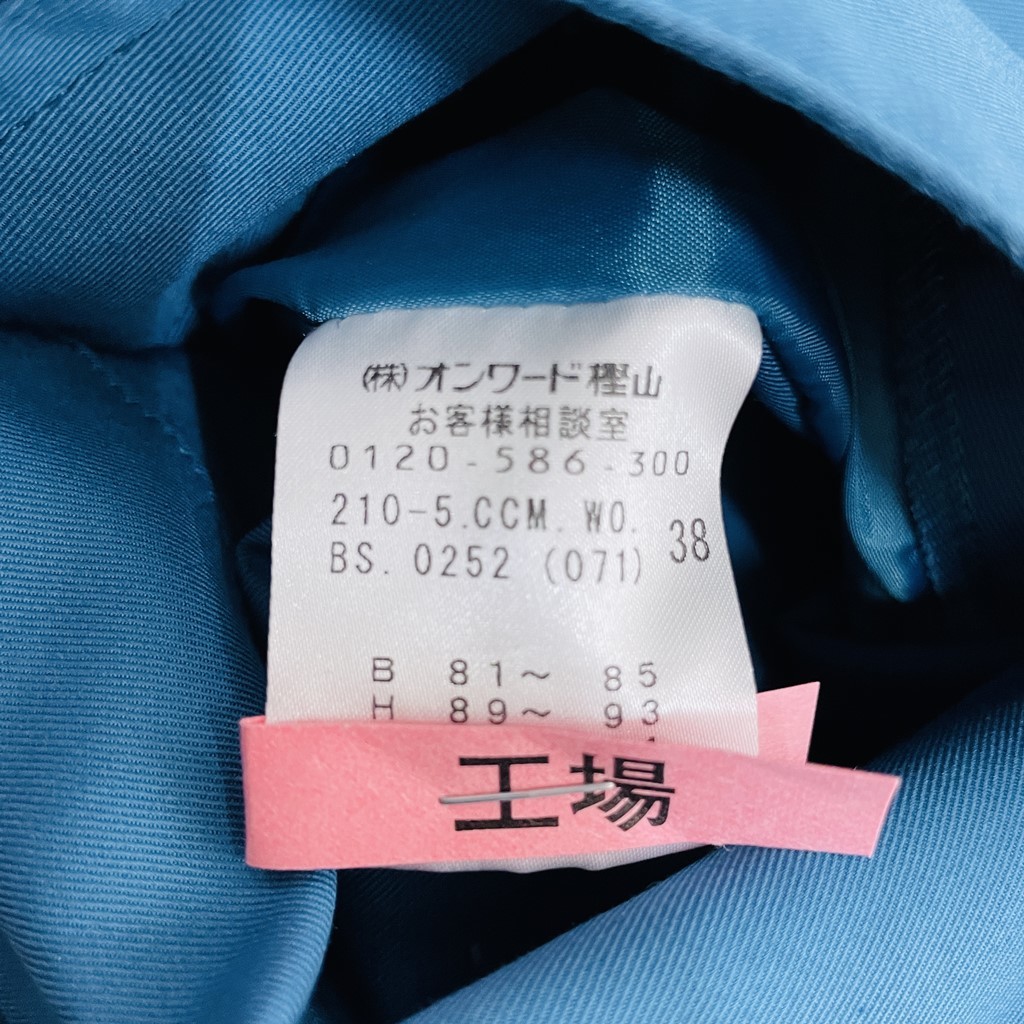 (株)オンワード樫山
お客様相談室
0120-586-300
210-5.CCM.WO.
BS. 0252 (071) 38
B 81～ 85
H 89～ 93
工場